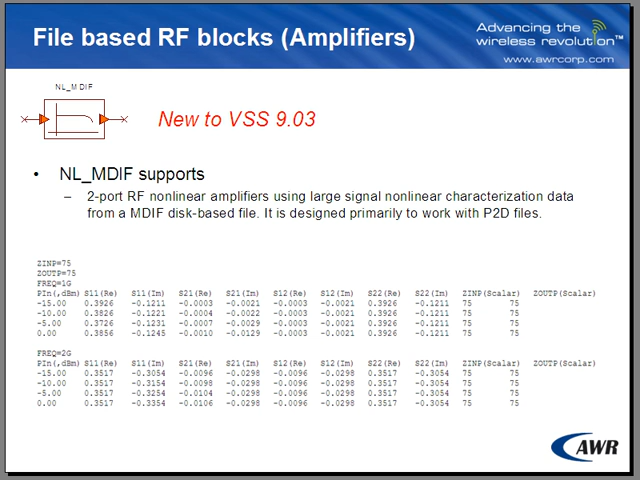 File based RF blocks (Amplifiers)
Advancing the
wireless revolution™
www.awrcorp.com
NL_MDIF
New to VSS 9.03
• NL_MDIF supports
– 2-port RF nonlinear amplifiers using large signal nonlinear characterization data
from a MDIF disk-based file. It is designed primarily to work with P2D files.
ZINP=75
ZOUTP=75
FREQ=1G
PIn(,dBm) S11(Re) S11(Im) S21(Re) S21(Im) S12(Re) S12(Im) S22(Re) S22(Im) ZINP(Scalar) ZOUTP(Scalar)
-15.00 0.3926 -0.1211 -0.0003 -0.0021 -0.0003 -0.0021 0.3926 -0.1211 75 75
-10.00 0.3826 -0.1221 -0.0004 -0.0022 -0.0003 -0.0021 0.3926 -0.1211 75 75
-5.00 0.3726 -0.1231 -0.0007 -0.0029 -0.0003 -0.0021 0.3926 -0.1211 75 75
0.00 0.3856 -0.1245 -0.0010 -0.0129 -0.0003 -0.0021 0.3926 -0.1211 75 75
FREQ=2G
PIn(,dBm) S11(Re) S11(Im) S21(Re) S21(Im) S12(Re) S12(Im) S22(Re) S22(Im) ZINP(Scalar) ZOUTP(Scalar)
-15.00 0.3517 -0.3054 -0.0096 -0.0298 -0.0096 -0.0298 0.3517 -0.3054 75 75
-10.00 0.3517 -0.3154 -0.0098 -0.0298 -0.0096 -0.0298 0.3517 -0.3054 75 75
-5.00 0.3517 -0.3254 -0.0104 -0.0298 -0.0096 -0.0298 0.3517 -0.3054 75 75
0.00 0.3517 -0.3354 -0.0106 -0.0298 -0.0096 -0.0298 0.3517 -0.3054 75 75
AWR